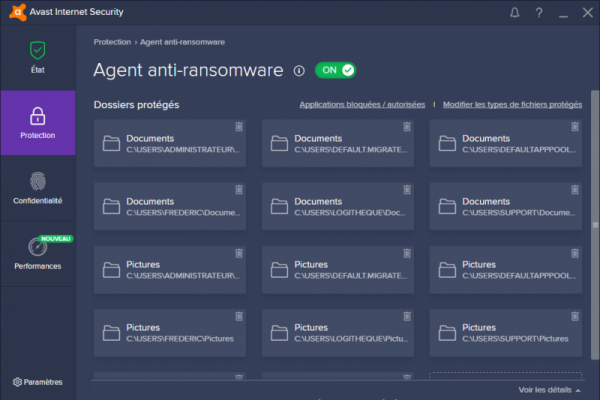 Avast Internet Security
?
Protection › Agent anti-ransomware
Agent anti-ransomware ON
État
Protection
Confidentialité
NOUVEAU
Performances
Paramètres
Dossiers protégés Applications bloquées / autorisées | Modifier les types de fichiers protégés
Documents Documents Documents
C:\USERS\ADMINISTRATEUR\... C:\USERS\DEFAULT.MIGRATE... C:\USERS\DEFAULTAPPPOOL...
Documents Documents Documents
C:\USERS\FREDERIC\Docume... C:\USERS\LOGITHEQUE\Doc... C:\USERS\SUPPORT\Docume...
Pictures Pictures Pictures
C:\USERS\ADMINISTRATEUR\... C:\USERS\DEFAULT.MIGRATE... C:\USERS\DEFAULTAPPPOOL...
Pictures Pictures Pictures
C:\USERS\FREDERIC\Pictures C:\USERS\LOGITHEQUE\Pictu... C:\USERS\SUPPORT\Pictures
Voir les détails